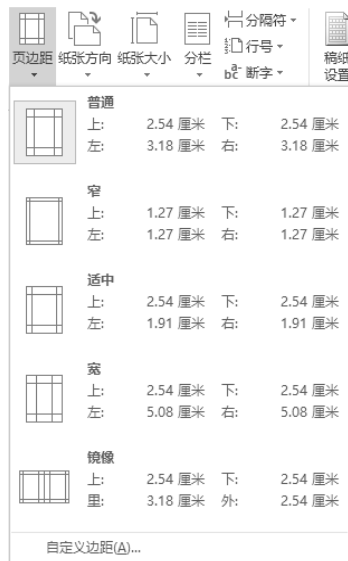 分隔符
行号
断字
页边距 纸张方向 纸张大小 分栏
普通
上: 2.54 厘米 下: 2.54 厘米
左: 3.18 厘米 右: 3.18 厘米
窄
上: 1.27 厘米 下: 1.27 厘米
左: 1.27 厘米 右: 1.27 厘米
适中
上: 2.54 厘米 下: 2.54 厘米
左: 1.91 厘米 右: 1.91 厘米
宽
上: 2.54 厘米 下: 2.54 厘米
左: 5.08 厘米 右: 5.08 厘米
镜像
上: 2.54 厘米 下: 2.54 厘米
里: 3.18 厘米 外: 2.54 厘米
自定义边距(A)...